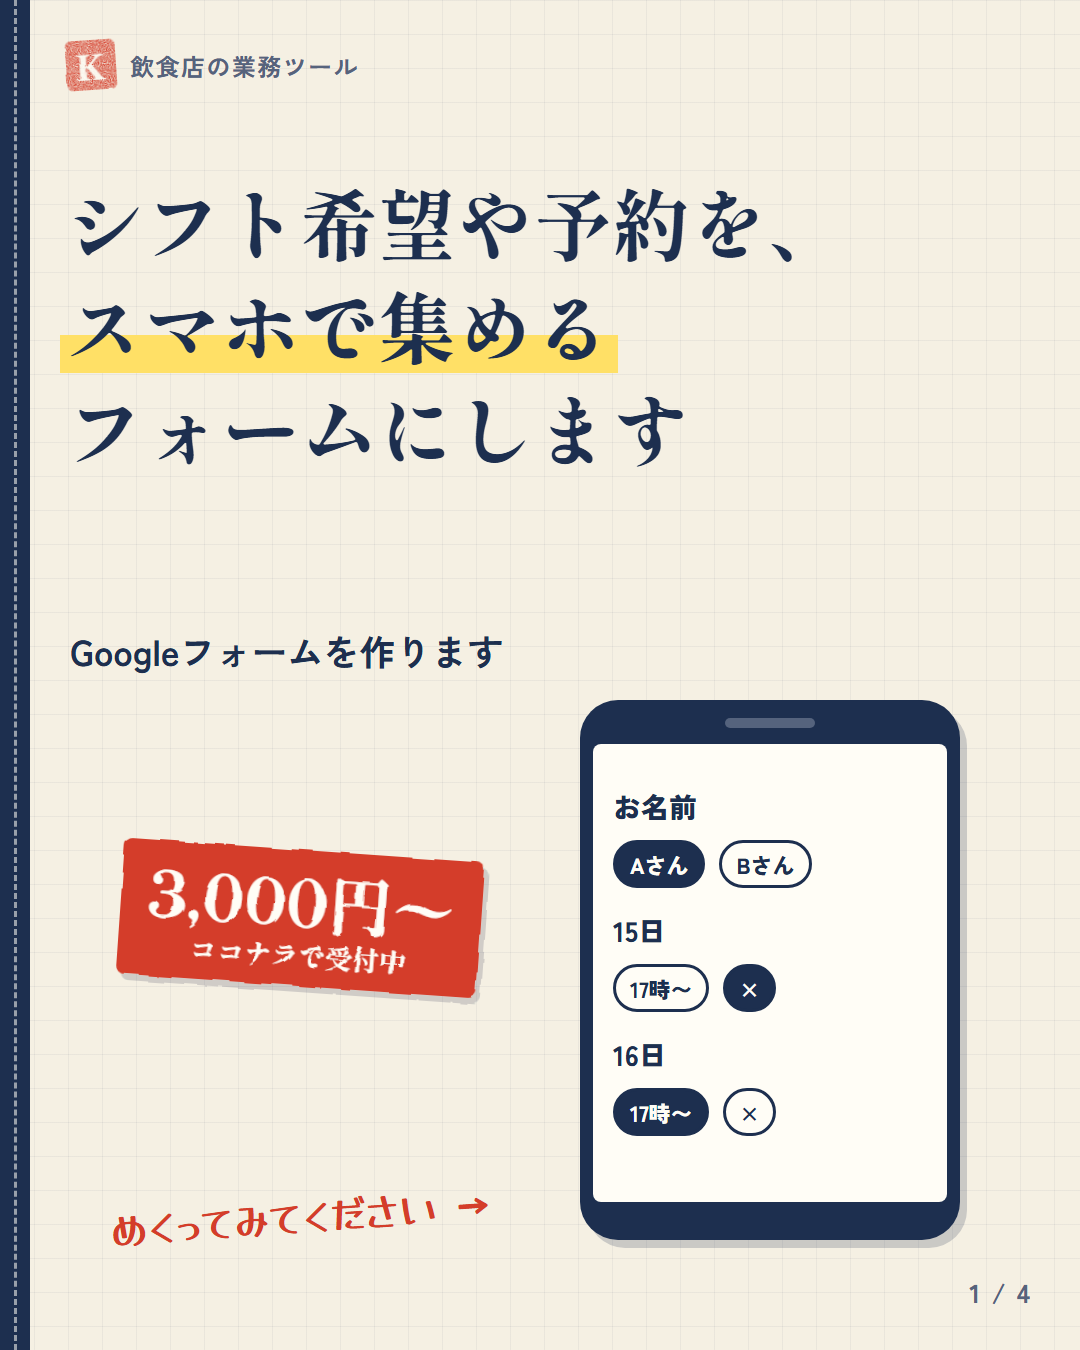 K 飲食店の業務ツール
シフト希望や予約を、
スマホで集める
フォームにします
Googleフォームを作ります
3,000円〜
ココナラで受付中
めくってみてください →
お名前
Aさん Bさん
15日
17時〜 ×
16日
17時〜 ×
1 / 4